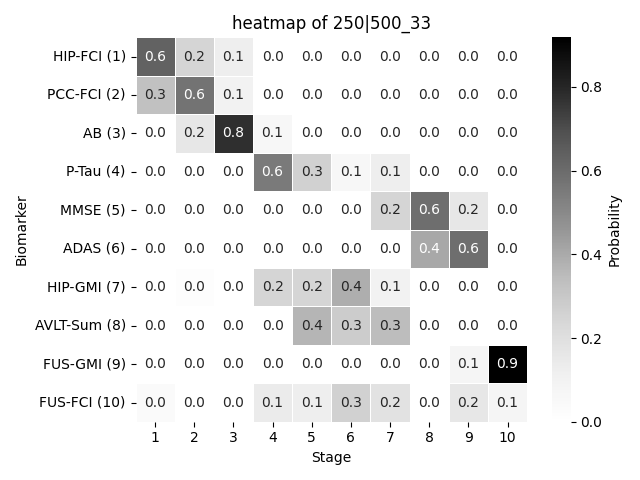 heatmap of 250|500_33
HIP-FCI (1) 0.6 0.2 0.1 0.0 0.0 0.0 0.0 0.0 0.0 0.0
PCC-FCI (2) 0.3 0.6 0.1 0.0 0.0 0.0 0.0 0.0 0.0 0.0
AB (3) 0.0 0.2 0.8 0.1 0.0 0.0 0.0 0.0 0.0 0.0
P-Tau (4) 0.0 0.0 0.0 0.6 0.3 0.1 0.1 0.0 0.0 0.0
MMSE (5) 0.0 0.0 0.0 0.0 0.0 0.0 0.2 0.6 0.2 0.0
ADAS (6) 0.0 0.0 0.0 0.0 0.0 0.0 0.0 0.4 0.6 0.0
HIP-GMI (7) 0.0 0.0 0.0 0.2 0.2 0.4 0.1 0.0 0.0 0.0
AVLT-Sum (8) 0.0 0.0 0.0 0.0 0.4 0.3 0.3 0.0 0.0 0.0
FUS-GMI (9) 0.0 0.0 0.0 0.0 0.0 0.0 0.0 0.0 0.1 0.9
FUS-FCI (10) 0.0 0.0 0.0 0.1 0.1 0.3 0.2 0.0 0.2 0.1
1 2 3 4 5 6 7 8 9 10
Stage
Biomarker
0.8
0.6
0.4
0.2
0.0
Probability